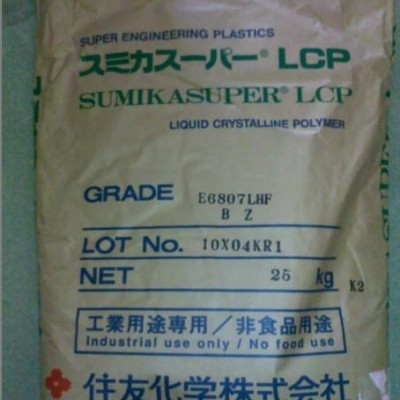 SUPER ENGINEERING PLASTICS
スミカスーパー® LCP
SUMIKASUPER® LCP
LIQUID CRYSTALLINE POLYMER
GRADE E6807LHF
B Z
LOT No. 10X04KR1
NET 25 kg K2
工業用途専用／非食品用途
Industrial use only / No food use
住友化学株式会社